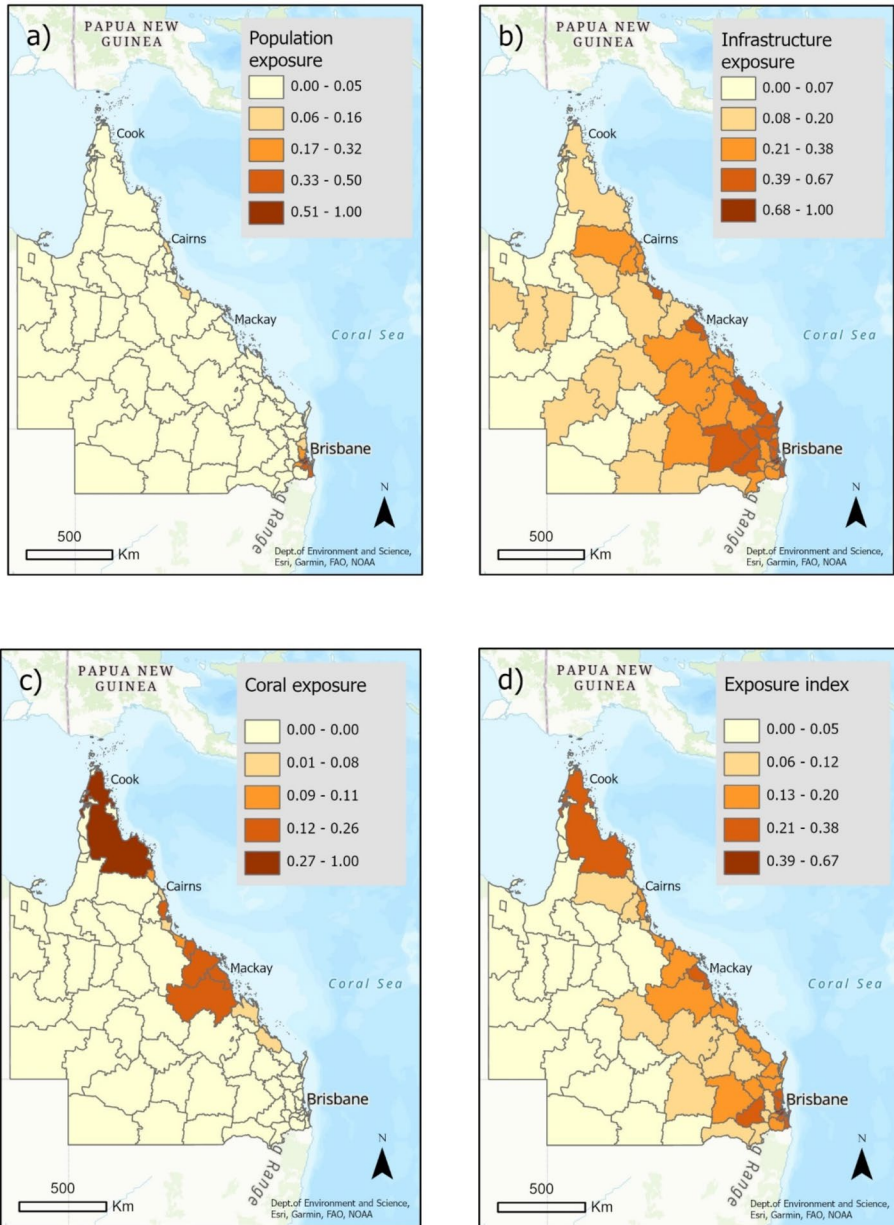 a)
PAPUA NEW
GUINEA
Population
exposure
0.00 - 0.05
0.06 - 0.16
0.17 - 0.32
0.33 - 0.50
0.51 - 1.00
Cook
Cairns
Mackay
Coral Sea
Brisbane
g Range
N
500
Km
Dept.of Environment and Science,
Esri, Garmin, FAO, NOAA
b)
PAPUA NEW
GUINEA
Infrastructure
exposure
0.00 - 0.07
0.08 - 0.20
0.21 - 0.38
0.39 - 0.67
0.68 - 1.00
Cook
Cairns
Mackay
Coral Sea
Brisbane
g Range
N
500
Km
Dept.of Environment and Science,
Esri, Garmin, FAO, NOAA
c)
PAPUA NEW
GUINEA
Coral exposure
0.00 - 0.00
0.01 - 0.08
0.09 - 0.11
0.12 - 0.26
0.27 - 1.00
Cook
Cairns
Mackay
Coral Sea
Brisbane
g Range
N
500
Km
Dept.of Environment and Science,
Esri, Garmin, FAO, NOAA
d)
PAPUA NEW
GUINEA
Exposure index
0.00 - 0.05
0.06 - 0.12
0.13 - 0.20
0.21 - 0.38
0.39 - 0.67
Cook
Cairns
Mackay
Coral Sea
Brisbane
g Range
N
500
Km
Dept.of Environment and Science,
Esri, Garmin, FAO, NOAA